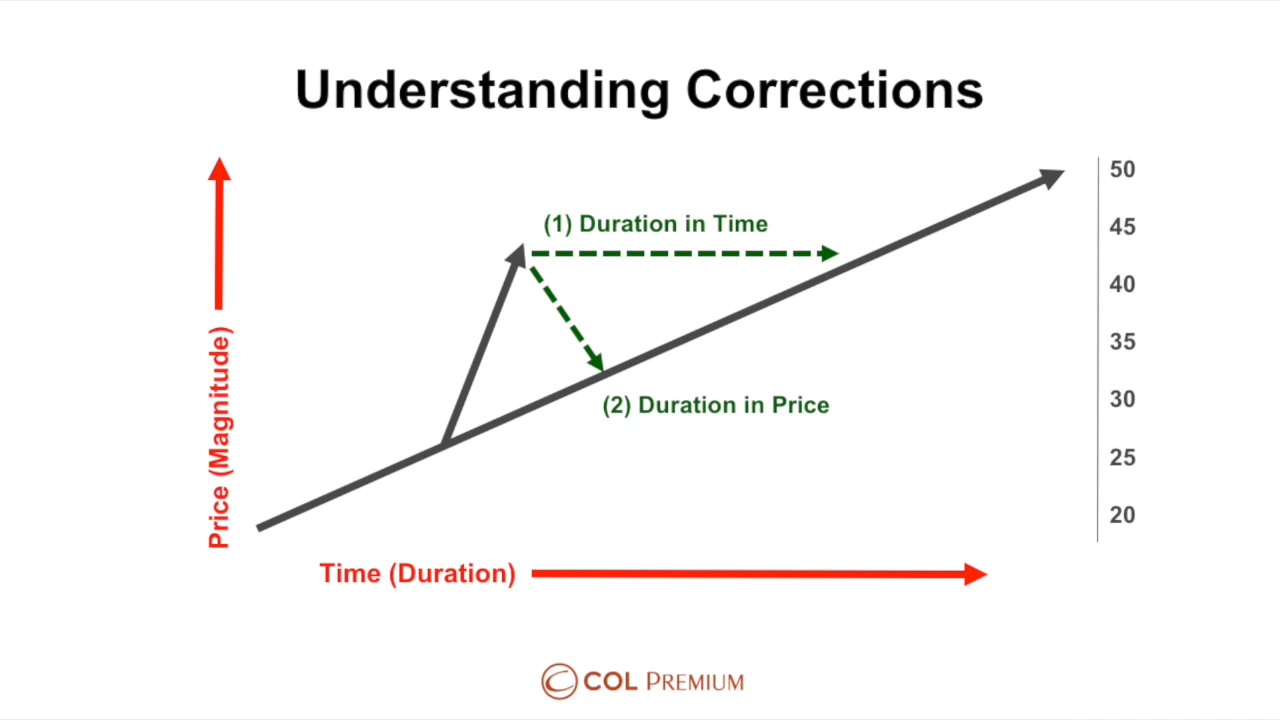 Understanding Corrections
Price (Magnitude)
(1) Duration in Time
(2) Duration in Price
50
45
40
35
30
25
20
Time (Duration)
COL PREMIUM